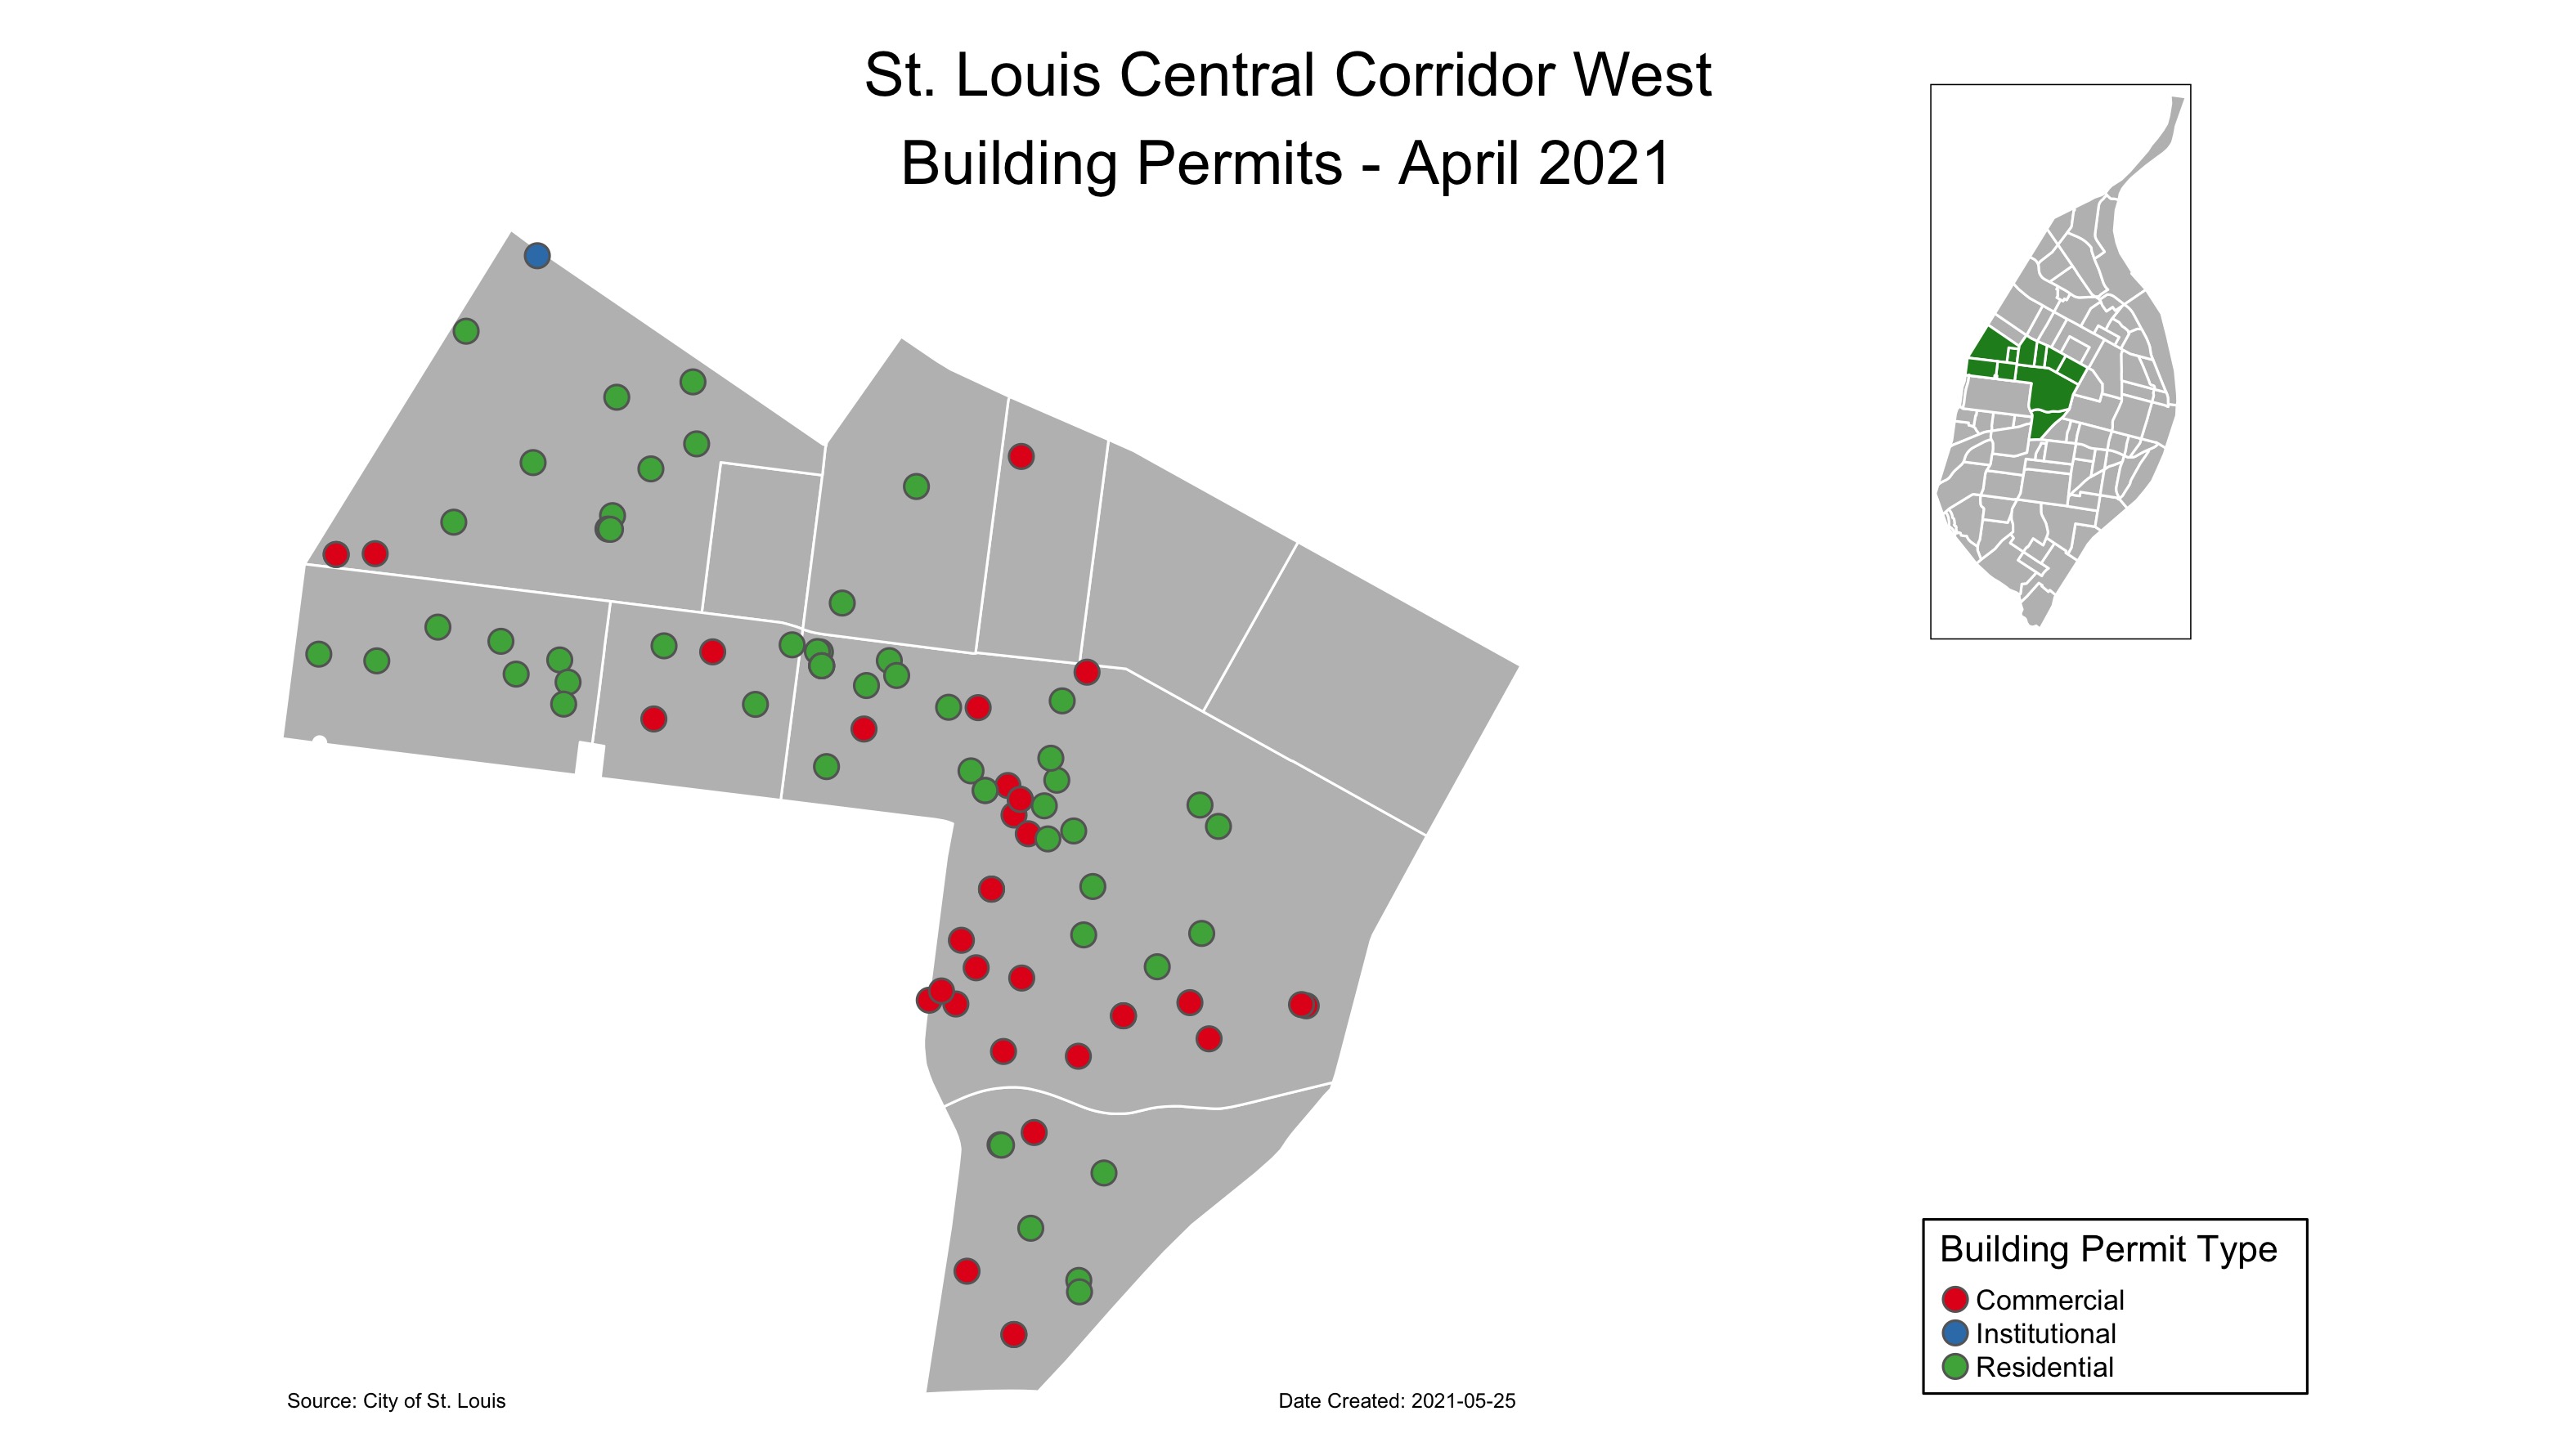 St. Louis Central Corridor West
Building Permits - April 2021
Building Permit Type
Commercial
Institutional
Residential
Source: City of St. Louis
Date Created: 2021-05-25